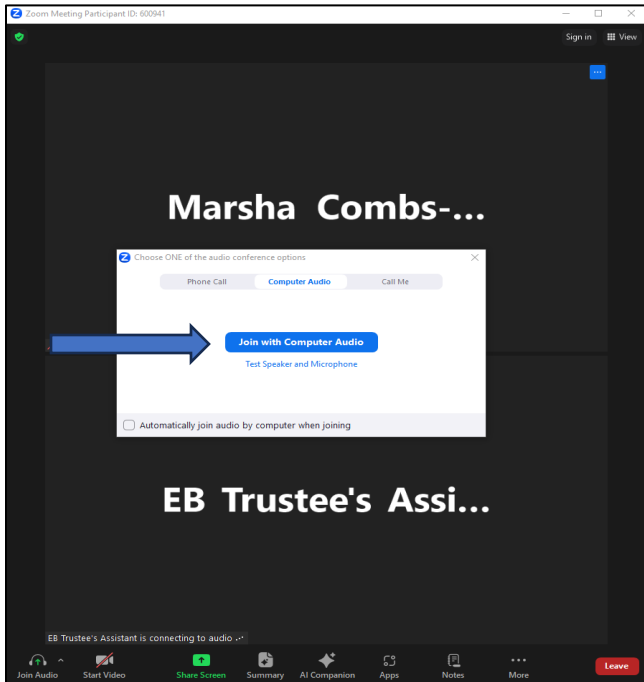 Zoom Meeting Participant ID: 600941
Sign in View
Marsha Combs-...
Choose ONE of the audio conference options
Phone Call Computer Audio Call Me
Join with Computer Audio
Test Speaker and Microphone
Automatically join audio by computer when joining
EB Trustee's Assi...
EB Trustee's Assistant is connecting to audio
Join Audio Start Video Share Screen Summary AI Companion Apps Notes More Leave